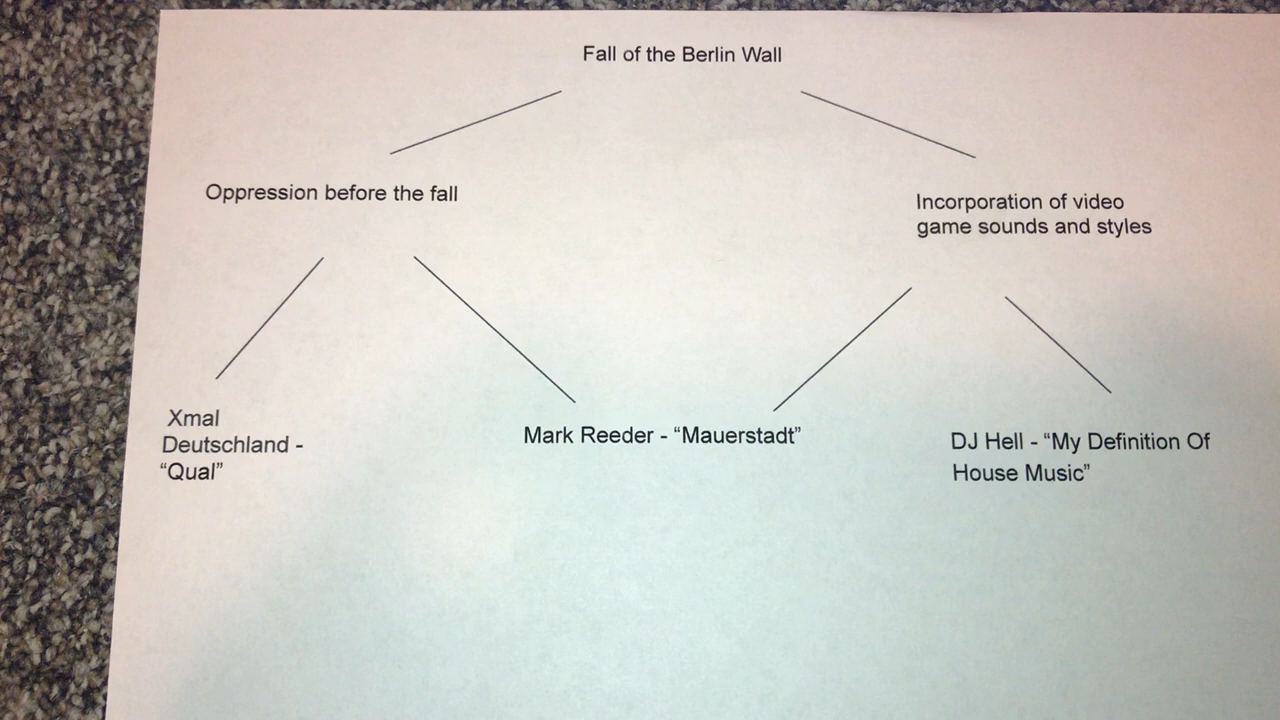 Fall of the Berlin Wall
Oppression before the fall
Incorporation of video
game sounds and styles
Xmal
Deutschland -
“Qual”
Mark Reeder - “Mauerstadt”
DJ Hell - “My Definition Of
House Music”